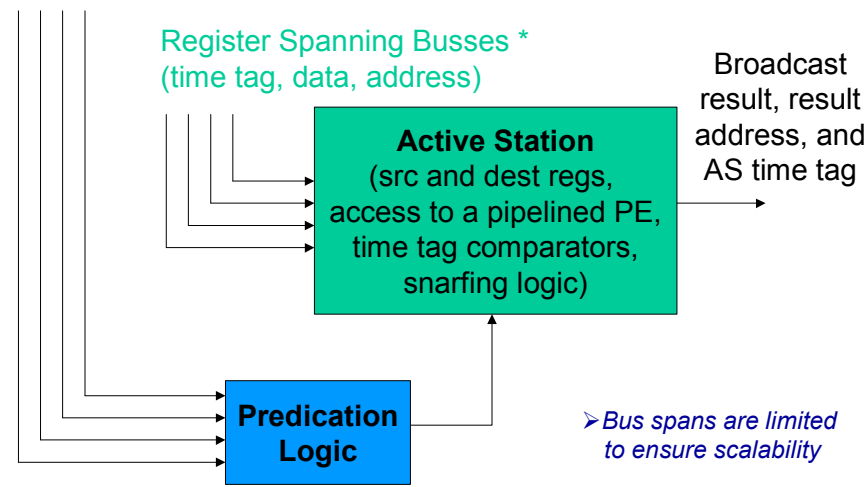 Register Spanning Busses *
(time tag, data, address)
Broadcast
result, result
address, and
AS time tag
Active Station
(src and dest regs,
access to a pipelined PE,
time tag comparators,
snarfing logic)
Predication
Logic
➢Bus spans are limited
to ensure scalability